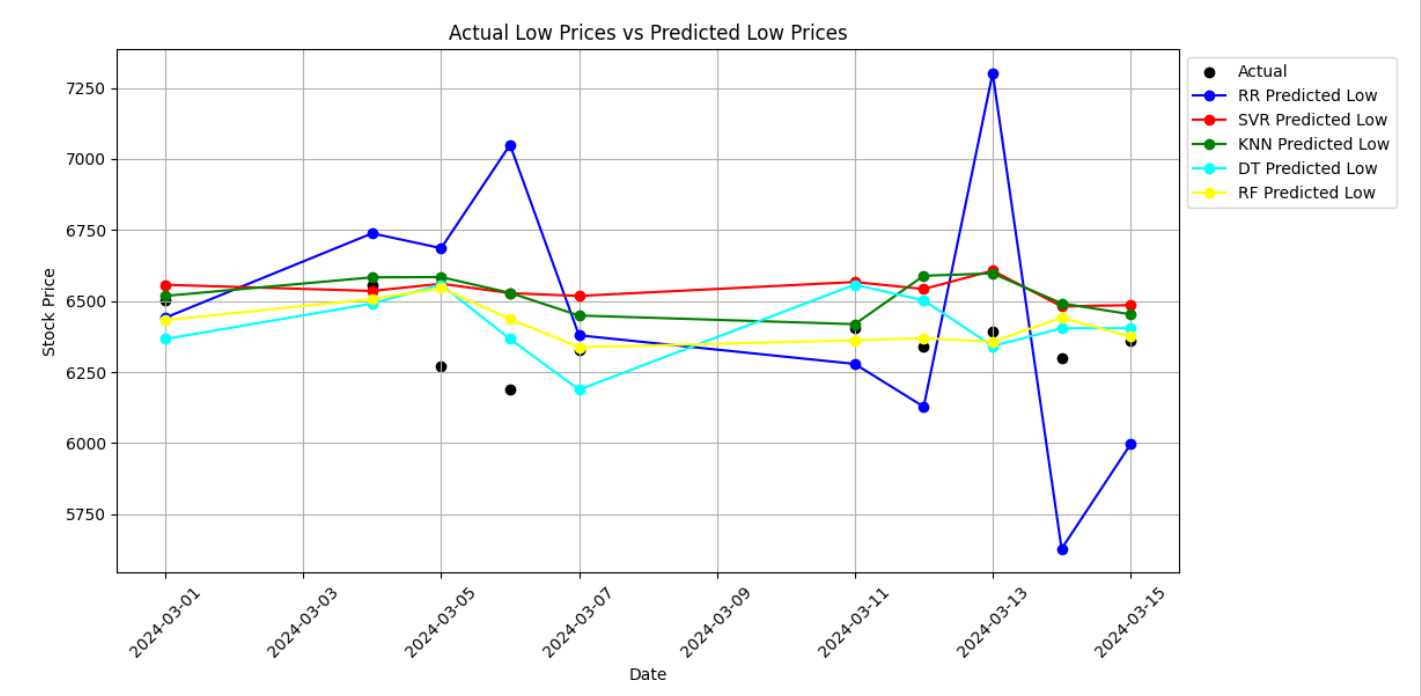 Actual Low Prices vs Predicted Low Prices
Actual
RR Predicted Low
SVR Predicted Low
KNN Predicted Low
DT Predicted Low
RF Predicted Low
7250
7000
6750
6500
6250
6000
5750
Stock Price
2024-03-01
2024-03-03
2024-03-05
2024-03-07
2024-03-09
2024-03-11
2024-03-13
2024-03-15
Date